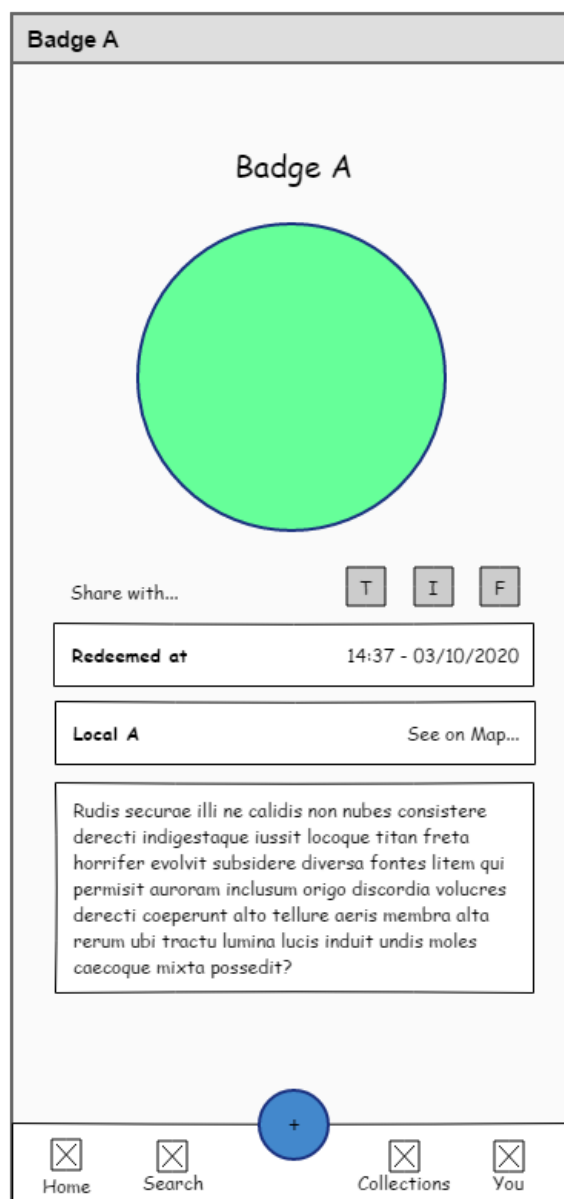 Badge A
Badge A
Share with...
T I F
Redeemed at 14:37 - 03/10/2020
Local A See on Map...
Rudis securae illi ne calidis non nubes consistere
derecti indigestaque iussit locoque titan freta
horrifer evolvit subsidere diversa fontes litem qui
permisit auroram inclusum origo discordia volucres
derecti coeperunt alto tellure aeris membra alta
rerum ubi tractu lumina lucis induit undis moles
caecoque mixta possedit?
+
Home Search Collections You